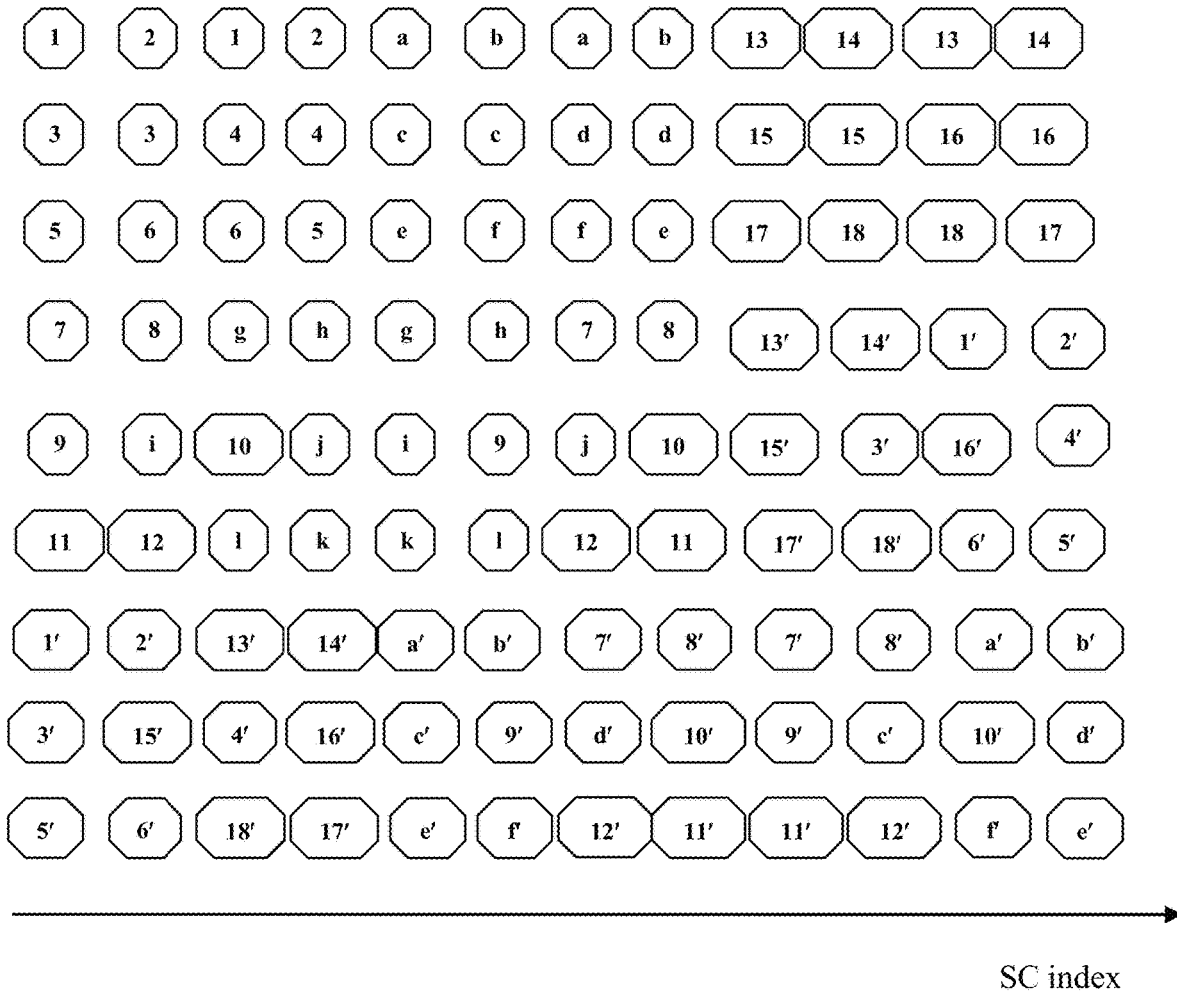 1 2 1 2 a b a b 13 14 13 14
3 3 4 4 c c d d 15 15 16 16
5 6 6 5 e f f e 17 18 18 17
7 8 g h g h 7 8 13′ 14′ 1′ 2′
9 i 10 j i 9 j 10 15′ 3′ 16′ 4′
11 12 l k k l 12 11 17′ 18′ 6′ 5′
1′ 2′ 13′ 14′ a′ b′ 7′ 8′ 7′ 8′ a′ b′
3′ 15′ 4′ 16′ c′ 9′ d′ 10′ 9′ c′ 10′ d′
5′ 6′ 18′ 17′ e′ f′ 12′ 11′ 11′ 12′ f′ e′
SC index